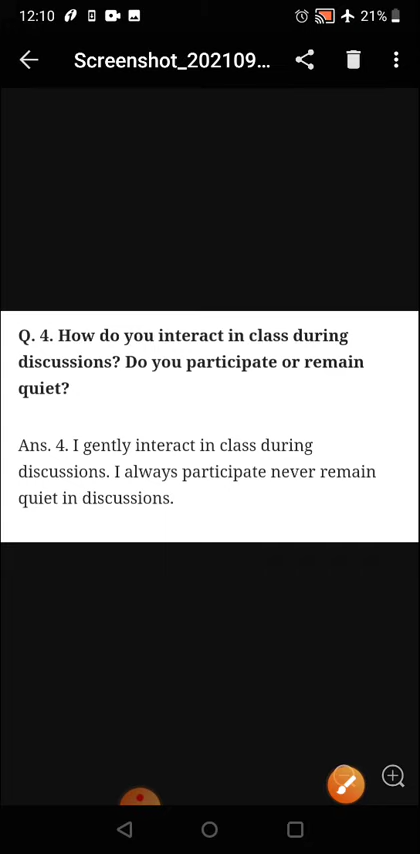 12:10
21%
Screenshot_202109...
Q. 4. How do you interact in class during
discussions? Do you participate or remain
quiet?
Ans. 4. I gently interact in class during
discussions. I always participate never remain
quiet in discussions.